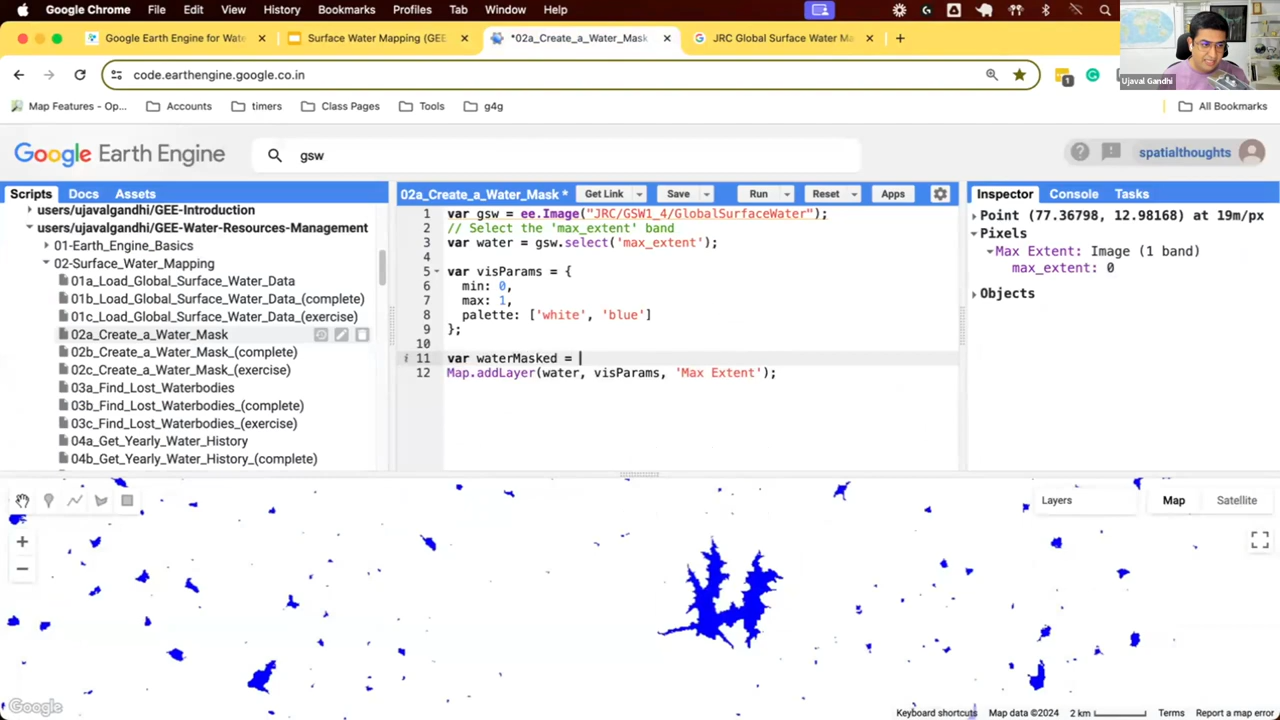 Google Chrome File Edit View History Bookmarks Profiles Tab Window Help
Google Earth Engine for Wate
Surface Water Mapping (GEE
*02a_Create_a_Water_Mask
JRC Global Surface Water Ma
code.earthengine.google.co.in
Ujaval Gandhi
Map Features - Op... Accounts timers Class Pages Tools g4g All Bookmarks
Google Earth Engine gsw spatialthoughts
Scripts Docs Assets
users/ujavalgandhi/GEE-Introduction
users/ujavalgandhi/GEE-Water-Resources-Management
01-Earth_Engine_Basics
02-Surface_Water_Mapping
01a_Load_Global_Surface_Water_Data
01b_Load_Global_Surface_Water_Data_(complete)
01c_Load_Global_Surface_Water_Data_(exercise)
02a_Create_a_Water_Mask
02b_Create_a_Water_Mask_(complete)
02c_Create_a_Water_Mask_(exercise)
03a_Find_Lost_Waterbodies
03b_Find_Lost_Waterbodies_(complete)
03c_Find_Lost_Waterbodies_(exercise)
04a_Get_Yearly_Water_History
04b_Get_Yearly_Water_History_(complete)
02a_Create_a_Water_Mask * Get Link Save Run Reset Apps
1 var gsw = ee.Image("JRC/GSW1_4/GlobalSurfaceWater");
2 // Select the 'max_extent' band
3 var water = gsw.select('max_extent');
4
5 var visParams = {
6 min: 0,
7 max: 1,
8 palette: ['white', 'blue']
9 };
10
11 var waterMasked =
12 Map.addLayer(water, visParams, 'Max Extent');
Inspector Console Tasks
Point (77.36798, 12.98168) at 19m/px
Pixels
Max Extent: Image (1 band)
max_extent: 0
Objects
Layers Map Satellite
+
−
Google
Keyboard shortcuts Map data ©2024 2 km Terms Report a map error